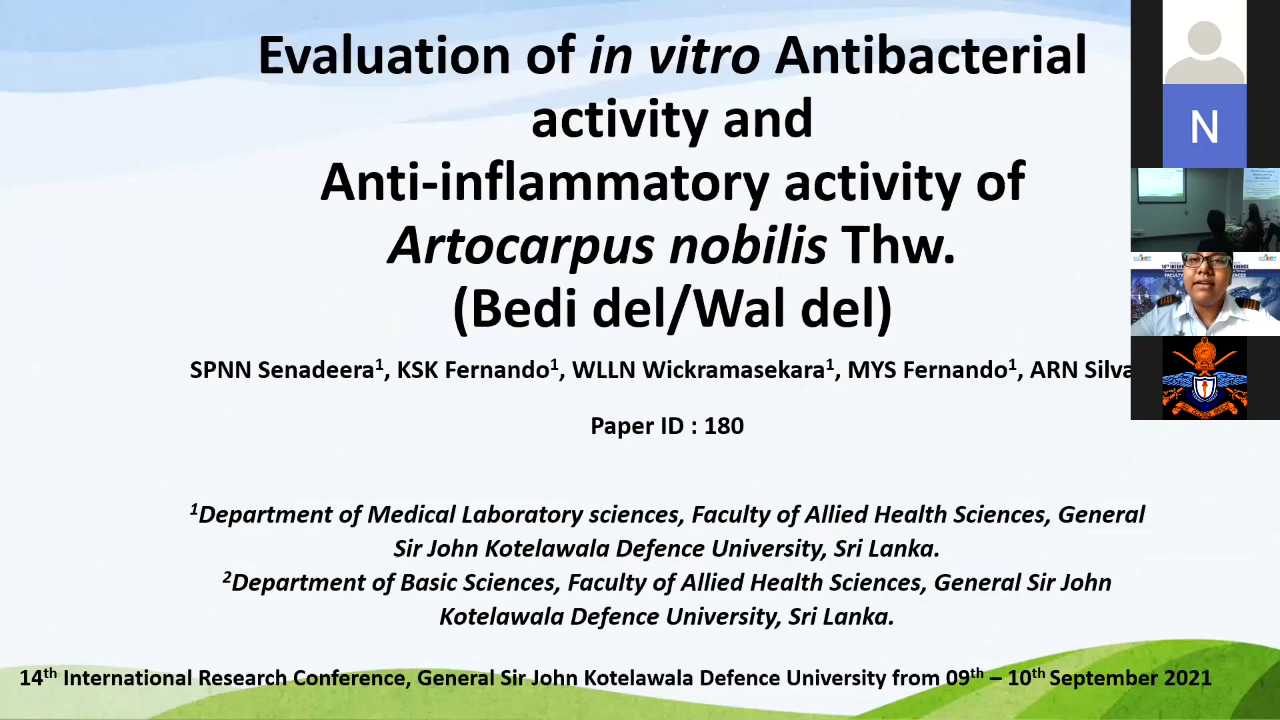 Evaluation of in vitro Antibacterial
activity and
Anti-inflammatory activity of
Artocarpus nobilis Thw.
(Bedi del/Wal del)
SPNN Senadeera¹, KSK Fernando¹, WLLN Wickramasekara¹, MYS Fernando¹, ARN Silva
Paper ID : 180
¹Department of Medical Laboratory sciences, Faculty of Allied Health Sciences, General
Sir John Kotelawala Defence University, Sri Lanka.
²Department of Basic Sciences, Faculty of Allied Health Sciences, General Sir John
Kotelawala Defence University, Sri Lanka.
14th International Research Conference, General Sir John Kotelawala Defence University from 09th – 10th September 2021
N